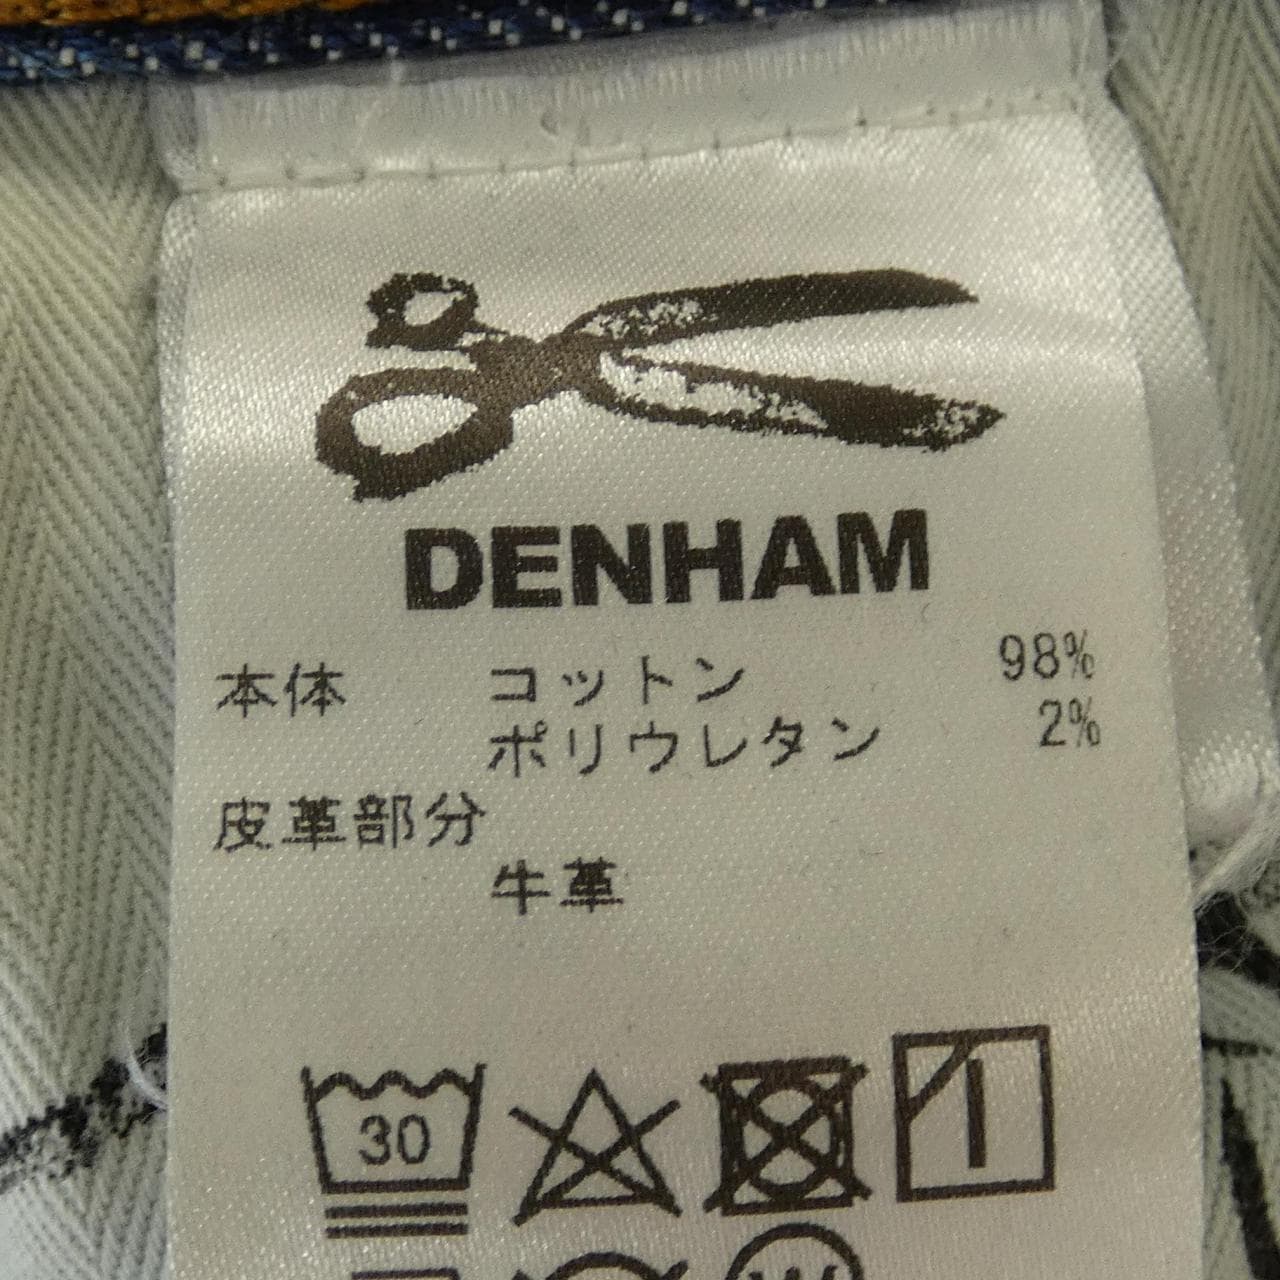 DENHAM
本体 コットン 98%
ポリウレタン 2%
皮革部分
牛革
30